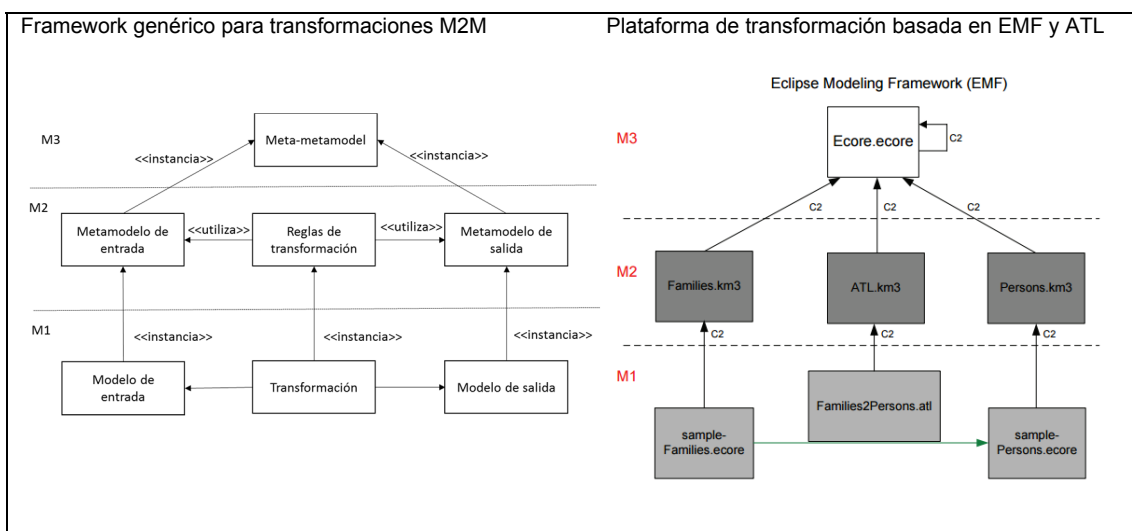 Framework genérico para transformaciones M2M
M3
Meta-metamodel
<<instancia>>
<<instancia>>
M2
Metamodelo de
entrada
<<utiliza>>
Reglas de
transformación
<<utiliza>>
Metamodelo de
salida
M1
<<instancia>>
<<instancia>>
<<instancia>>
Modelo de
entrada
Transformación
Modelo de salida
Plataforma de transformación basada en EMF y ATL
Eclipse Modeling Framework (EMF)
M3
Ecore.ecore
C2
C2
C2
C2
M2
Families.km3
ATL.km3
Persons.km3
C2
C2
C2
M1
Families2Persons.atl
sample-
Families.ecore
sample-
Persons.ecore